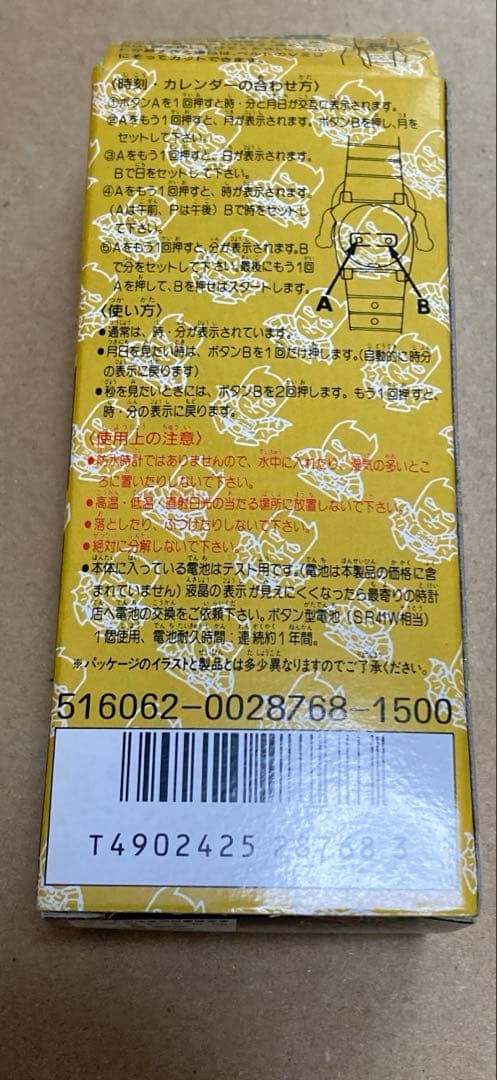 にそってカットできます。
〈時刻・カレンダーの合わせ方〉
①ボタンAを1回押すと時・分と月日が交互に表示されます。
②Aをもう1回押すと、月が表示されます。ボタンBを押し、月を
セットして下さい。
③Aをもう1回押すと、日が表示されます。
Bで日をセットして下さい。
④Aをもう1回押すと、時が表示されます。
(Aは午前、Pは午後)Bで時をセットし
て下さい)
⑤Aをもう1回押すと、分が表示されます。B
で分をセットして下さい。最後にもう1回
Aを押して、Bを押せばスタートします。
A
B
〈使い方〉
●通常は、時・分が表示されています。
●月日を見たい時は、ボタンBを1回だけ押します。(自動的に時分
の表示に戻ります)
●秒を見たいときには、ボタンBを2回押します。もう1回押すと、
時・分の表示に戻ります。
〈使用上の注意〉
●防水時計ではありませんので、水中に入れたり、湿気の多いとこ
ろに置いたりしないで下さい。
●高温・低温・直射日光の当たる場所に放置しないで下さい。
●落としたり、ぶつけたりしないで下さい。
●絶対に分解しないで下さい。
●本体に入っている電池はテスト用です。(電池は本製品の価格に含
まれていません)液晶の表示が見えにくくなったら最寄りの時計
店へ電池の交換をご依頼下さい。ボタン型電池(SR41W相当)
1個使用、電池耐久時間:連続約1年間。
※パッケージのイラストと製品とは多少異なりますのでご了承ください。
516062-0028768-1500
T4902425 28768 3